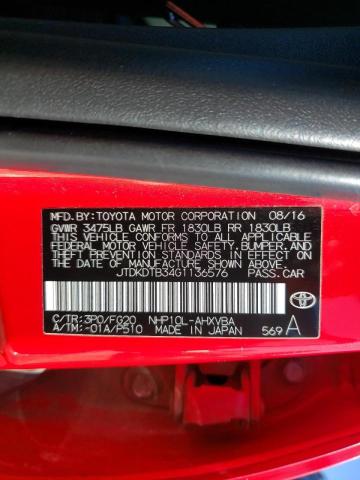 MFD. BY: TOYOTA MOTOR CORPORATION 08/16
GVWR 3475LB GAWR FR 1830LB RR 1830LB
THIS VEHICLE CONFORMS TO ALL APPLICABLE
FEDERAL MOTOR VEHICLE SAFETY, BUMPER, AND
THEFT PREVENTION STANDARDS IN EFFECT ON
THE DATE OF MANUFACTURE SHOWN ABOVE.
JTDKDTB34G1136576 PASS. CAR
C/TR: 3P0/FG20 NHP10L-AHXVBA
A/TM: -01A/P510 MADE IN JAPAN 569 A